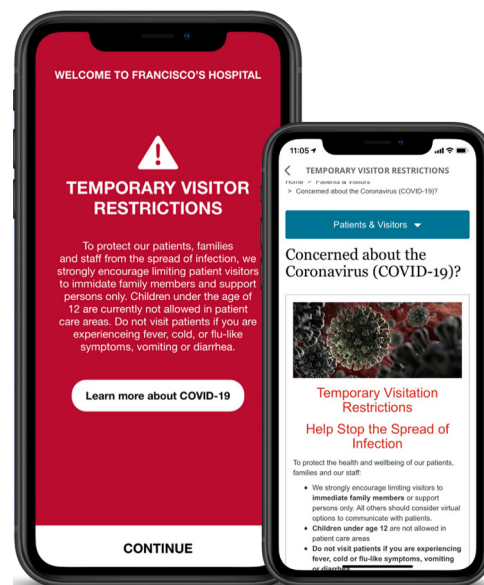 WELCOME TO FRANCISCO'S HOSPITAL
TEMPORARY VISITOR
RESTRICTIONS
To protect our patients, families
and staff from the spread of infection, we
strongly encourage limiting patient visitors
to immidate family members and support
persons only. Children under the age of
12 are currently not allowed in patient
care areas. Do not visit patients if you are
experienceing fever, cold, or flu-like
symptoms, vomiting or diarrhea.
Learn more about COVID-19
CONTINUE
11:05
TEMPORARY VISITOR RESTRICTIONS
Home > Patients & Visitors
> Concerned about the Coronavirus (COVID-19)?
Patients & Visitors
Concerned about the
Coronavirus (COVID-19)?
Temporary Visitation
Restrictions
Help Stop the Spread of
Infection
To protect the health and wellbeing of our patients,
families and our staff:
• We strongly encourage limiting visitors to
immediate family members or support
persons only. All others should consider virtual
options to communicate with patients.
• Children under age 12 are not allowed in
patient care areas
• Do not visit patients if you are experiencing
fever, cold or flu-like symptoms, vomiting
or diarrhea